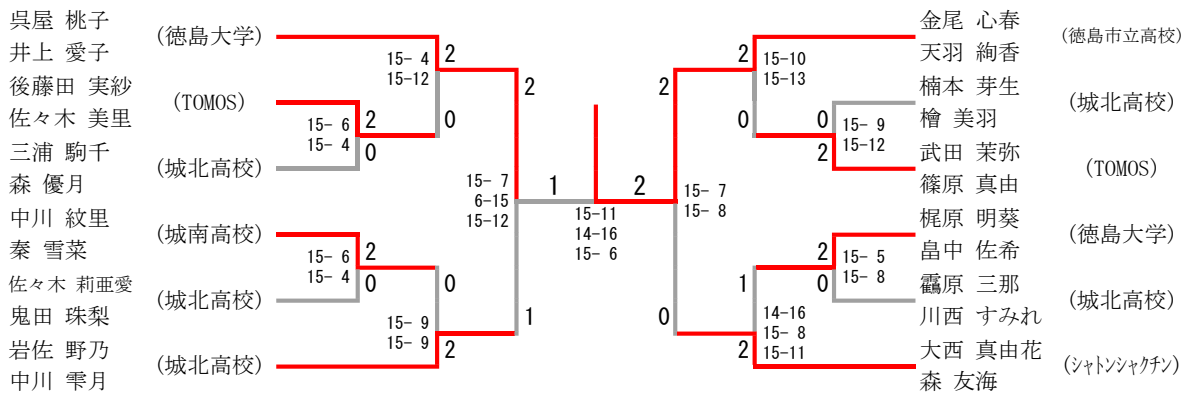 呉屋 桃子
井上 愛子
(徳島大学)
後藤田 実紗
佐々木 美里
(TOMOS)
三浦 駒千
森 優月
(城北高校)
中川 紋里
秦 雪菜
(城南高校)
佐々木 莉亜愛
鬼田 珠梨
(城北高校)
岩佐 野乃
中川 雫月
(城北高校)
15- 6
15- 4
2
0
15- 4
15-12
2
0
15- 6
15- 4
2
0
15- 9
15- 9
0
2
15- 7
6-15
15-12
2
1
1
2
15-11
14-16
15- 6
15- 7
15- 8
2
0
15-10
15-13
2
0
15- 9
15-12
0
2
14-16
15- 8
15-11
1
2
15- 5
15- 8
2
0
金尾 心春
天羽 絢香
(徳島市立高校)
楠本 芽生
檜 美羽
(城北高校)
武田 茉弥
篠原 真由
(TOMOS)
梶原 明葵
畠中 佐希
(徳島大学)
靏原 三那
川西 すみれ
(城北高校)
大西 真由花
森 友海
(ｼｬﾄﾝｼｬｸﾁﾝ)